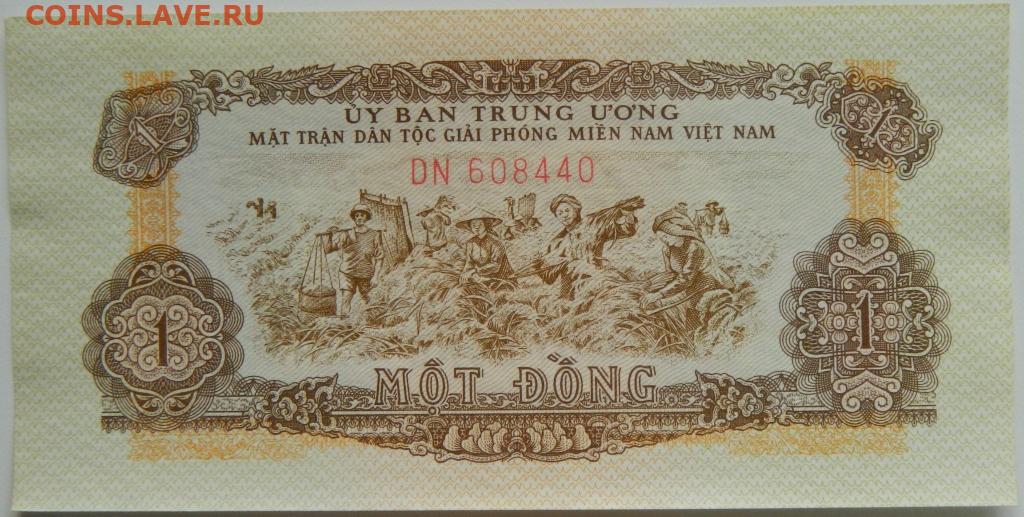 COINS.LAVE.RU
ỦY BAN TRUNG ƯƠNG
MẶT TRẬN DÂN TỘC GIẢI PHÓNG MIỀN NAM VIỆT NAM
DN 608440
1 1
MỘT ĐỒNG